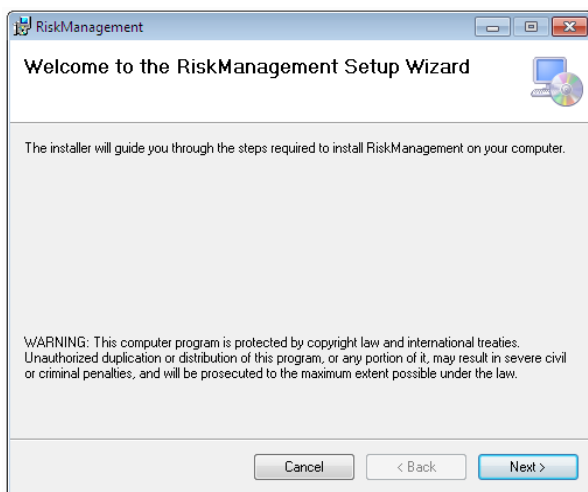 RiskManagement
Welcome to the RiskManagement Setup Wizard
The installer will guide you through the steps required to install RiskManagement on your computer.
WARNING: This computer program is protected by copyright law and international treaties.
Unauthorized duplication or distribution of this program, or any portion of it, may result in severe civil
or criminal penalties, and will be prosecuted to the maximum extent possible under the law.
Cancel < Back Next >